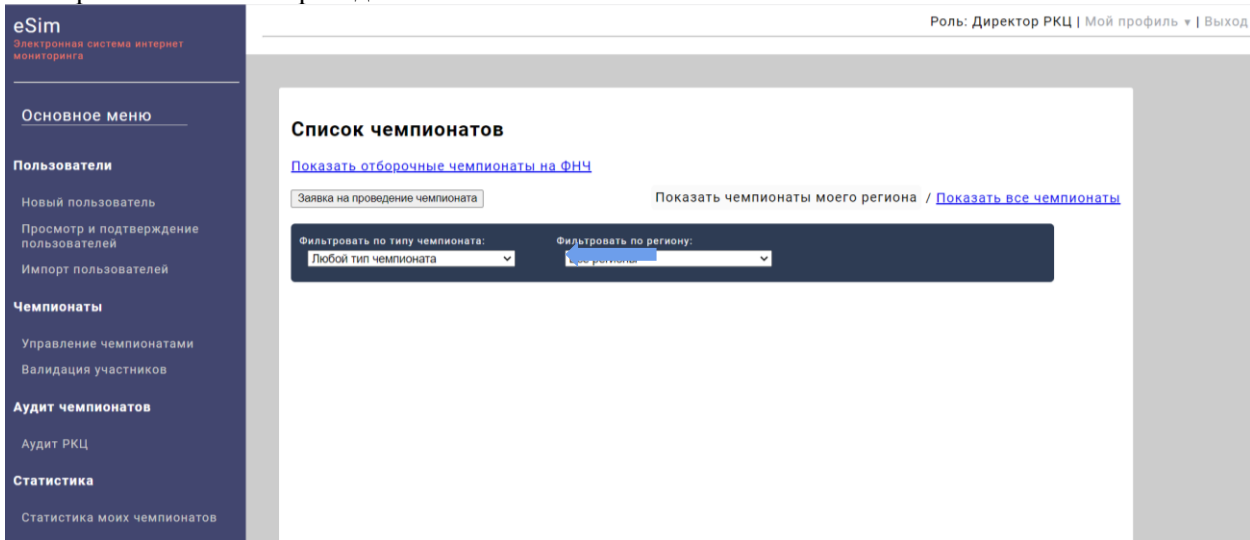 eSim
Электронная система интернет
мониторинга
Роль: Директор РКЦ | Мой профиль ▾ | Выход
Основное меню
Пользователи
Новый пользователь
Просмотр и подтверждение
пользователей
Импорт пользователей
Чемпионаты
Управление чемпионатами
Валидация участников
Аудит чемпионатов
Аудит РКЦ
Статистика
Статистика моих чемпионатов
Список чемпионатов
Показать отборочные чемпионаты на ФНЧ
Заявка на проведение чемпионата
Показать чемпионаты моего региона / Показать все чемпионаты
Фильтровать по типу чемпионата: Фильтровать по региону:
Любой тип чемпионата